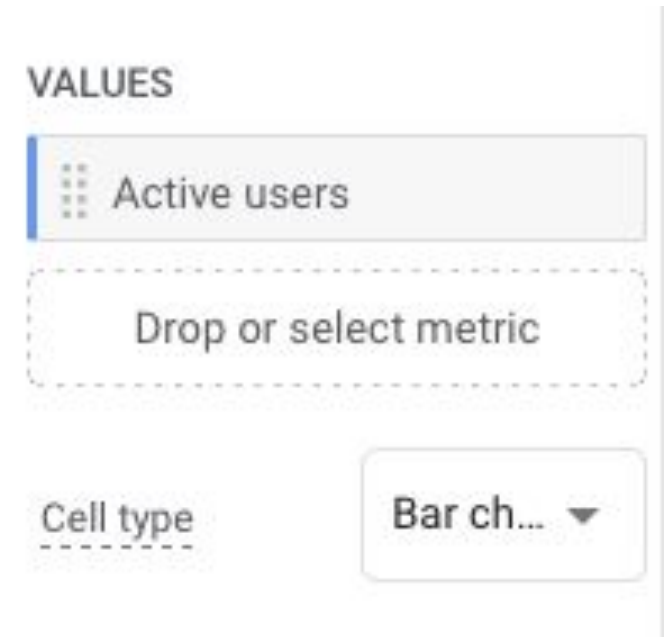 VALUES
Active users
Drop or select metric
Cell type
Bar ch...